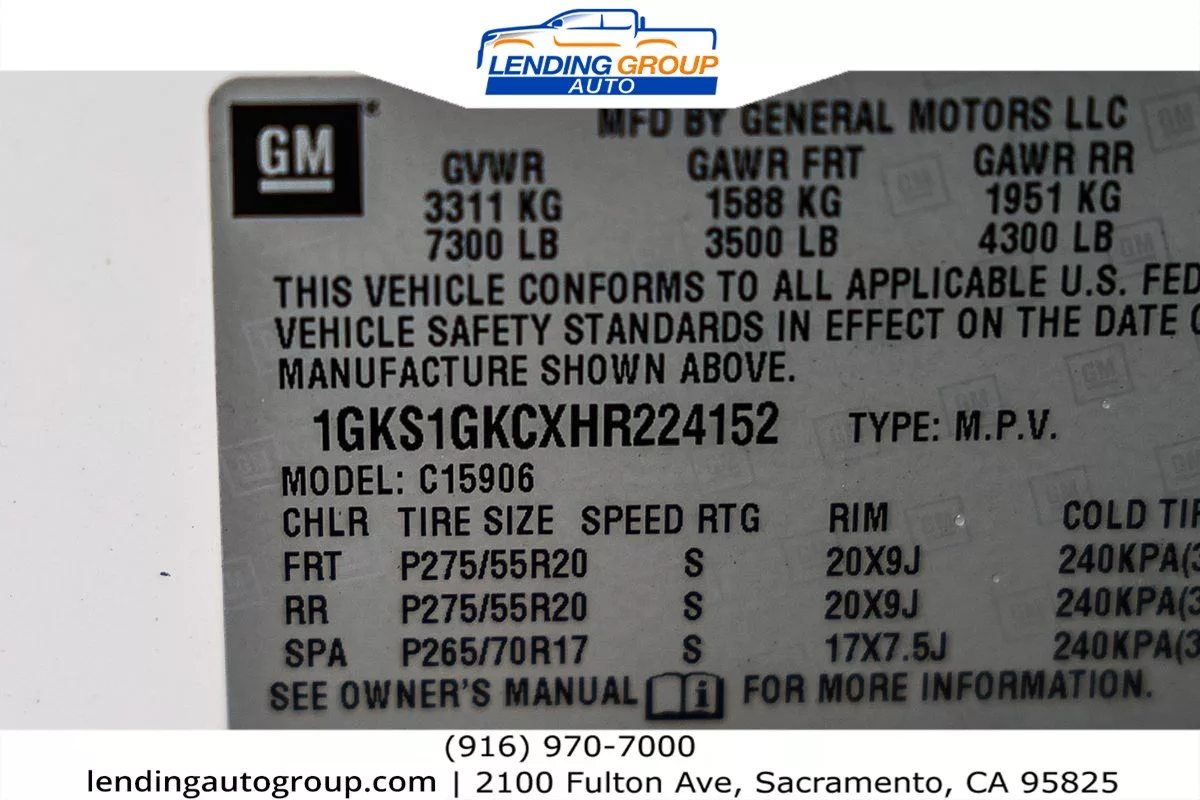 LENDING GROUP
AUTO
GM
MFD BY GENERAL MOTORS LLC
GVWR GAWR FRT GAWR RR
3311 KG 1588 KG 1951 KG
7300 LB 3500 LB 4300 LB
THIS VEHICLE CONFORMS TO ALL APPLICABLE U.S. FED
VEHICLE SAFETY STANDARDS IN EFFECT ON THE DATE
MANUFACTURE SHOWN ABOVE.
1GKS1GKCXHR224152 TYPE: M.P.V.
MODEL: C15906
CHLR TIRE SIZE SPEED RTG RIM COLD TIR
FRT P275/55R20 S 20X9J 240KPA(3
RR P275/55R20 S 20X9J 240KPA(3
SPA P265/70R17 S 17X7.5J 240KPA(3
SEE OWNER'S MANUAL i FOR MORE INFORMATION.
(916) 970-7000
lendingautogroup.com | 2100 Fulton Ave, Sacramento, CA 95825